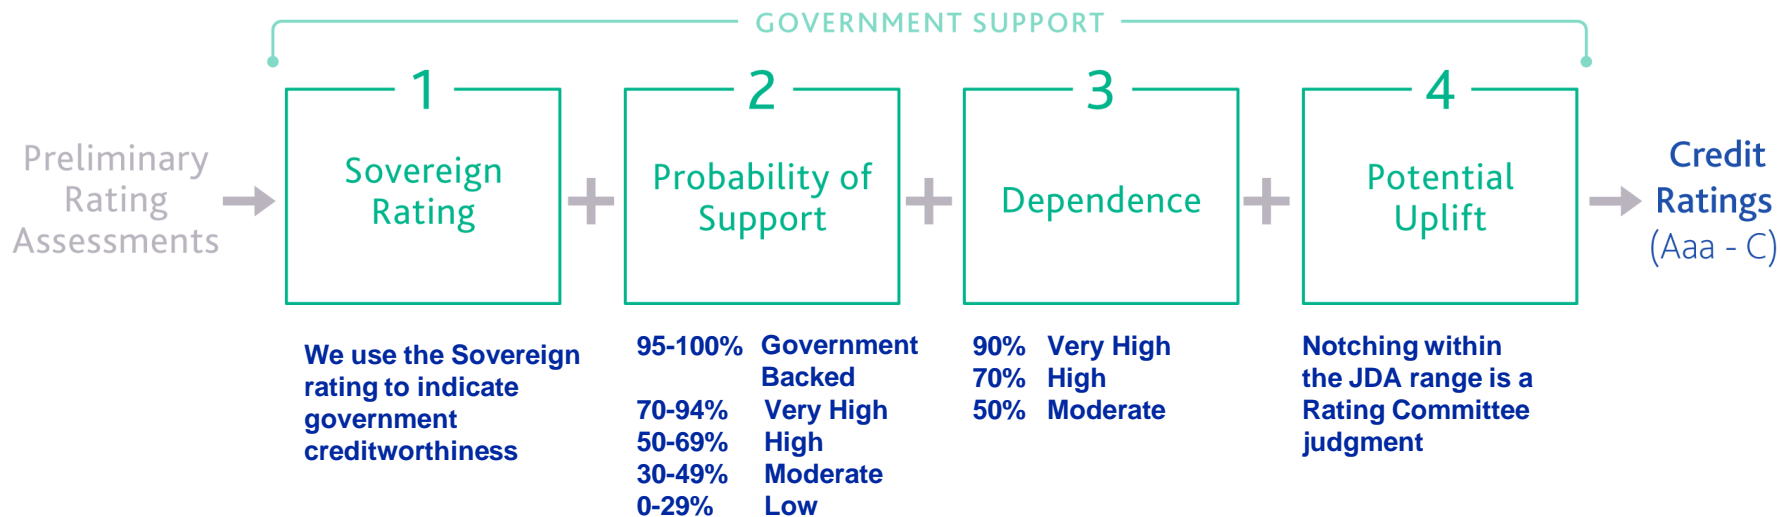 GOVERNMENT SUPPORT
Preliminary
Rating
Assessments
1
Sovereign
Rating
We use the Sovereign
rating to indicate
government
creditworthiness
+
2
Probability of
Support
95-100% Government
Backed
70-94% Very High
50-69% High
30-49% Moderate
0-29% Low
+
3
Dependence
90% Very High
70% High
50% Moderate
+
4
Potential
Uplift
Notching within
the JDA range is a
Rating Committee
judgment
Credit
Ratings
(Aaa - C)